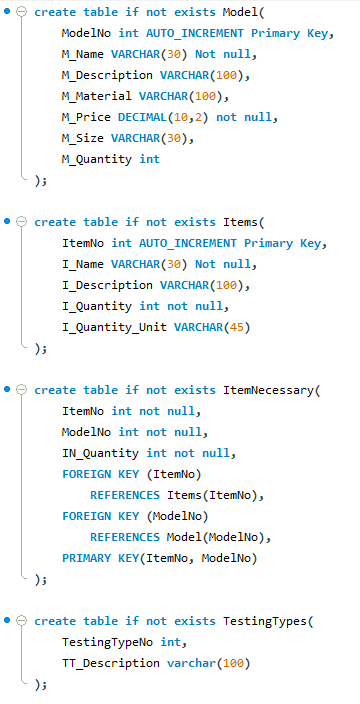 create table if not exists Model(
ModelNo int AUTO_INCREMENT Primary Key,
M_Name VARCHAR(30) Not null,
M_Description VARCHAR(100),
M_Material VARCHAR(100),
M_Price DECIMAL(10,2) not null,
M_Size VARCHAR(30),
M_Quantity int
);
create table if not exists Items(
ItemNo int AUTO_INCREMENT Primary Key,
I_Name VARCHAR(30) Not null,
I_Description VARCHAR(100),
I_Quantity int not null,
I_Quantity_Unit VARCHAR(45)
);
create table if not exists ItemNecessary(
ItemNo int not null,
ModelNo int not null,
IN_Quantity int not null,
FOREIGN KEY (ItemNo)
REFERENCES Items(ItemNo),
FOREIGN KEY (ModelNo)
REFERENCES Model(ModelNo),
PRIMARY KEY(ItemNo, ModelNo)
);
create table if not exists TestingTypes(
TestingTypeNo int,
TT_Description varchar(100)
);